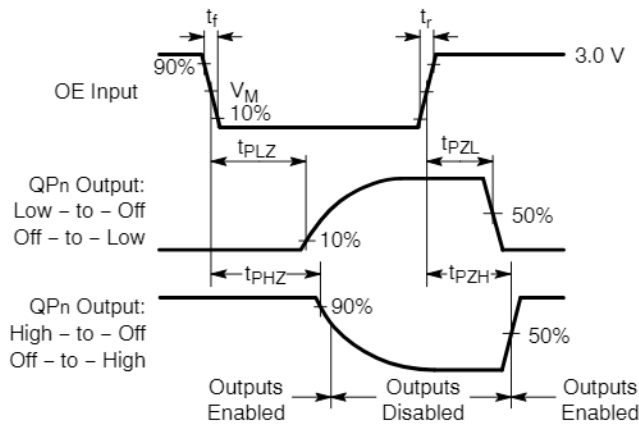 tf
tr
90%
3.0 V
OE Input
VM
10%
tPLZ
tPZL
QPn Output:
Low – to – Off
Off – to – Low
50%
10%
tPHZ
tPZH
QPn Output:
High – to – Off
Off – to – High
90%
50%
Outputs Enabled
Outputs Disabled
Outputs Enabled